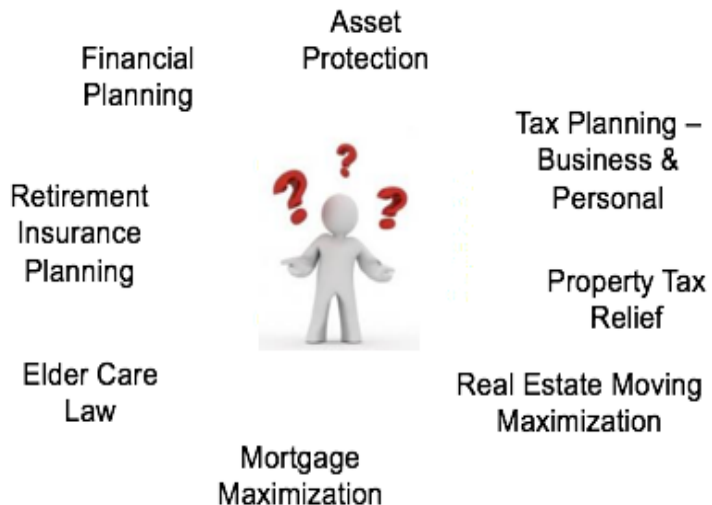 Asset
Protection
Financial
Planning
Tax Planning –
Business &
Personal
Retirement
Insurance
Planning
Property Tax
Relief
Elder Care
Law
Real Estate Moving
Maximization
Mortgage
Maximization